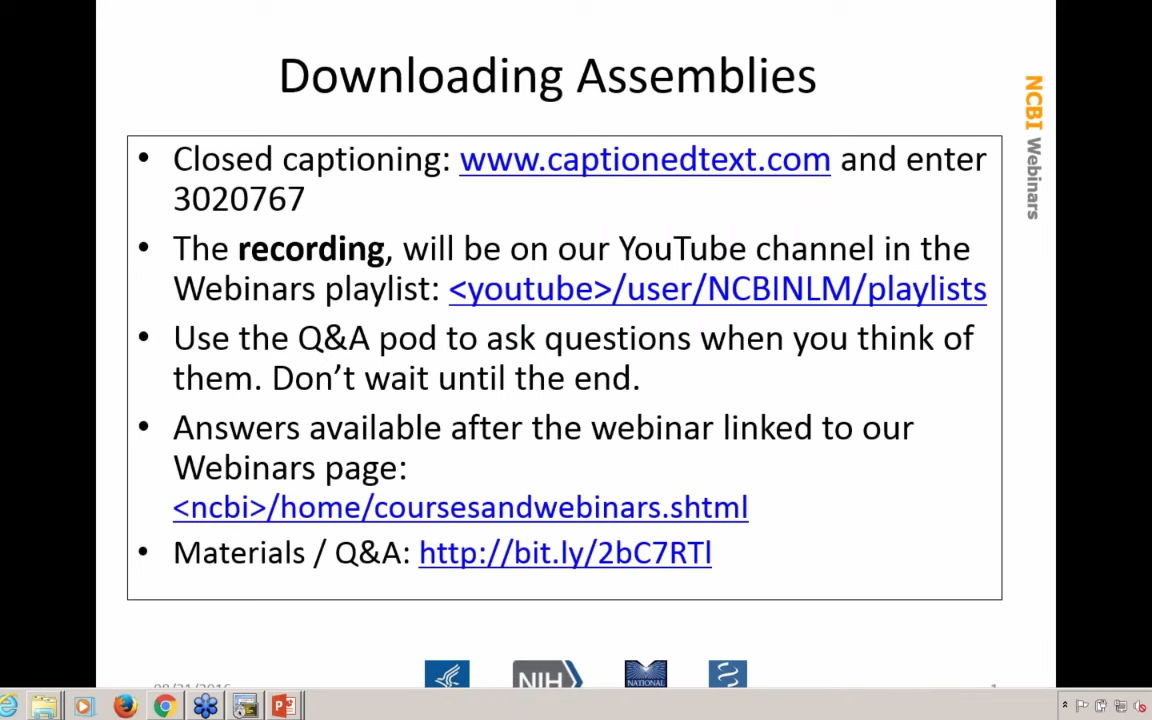 Downloading Assemblies
NCBI Webinars
• Closed captioning: www.captionedtext.com and enter
3020767
• The recording, will be on our YouTube channel in the
Webinars playlist: <youtube>/user/NCBINLM/playlists
• Use the Q&A pod to ask questions when you think of
them. Don’t wait until the end.
• Answers available after the webinar linked to our
Webinars page:
<ncbi>/home/coursesandwebinars.shtml
• Materials / Q&A: http://bit.ly/2bC7RTl
NIH
NATIONAL